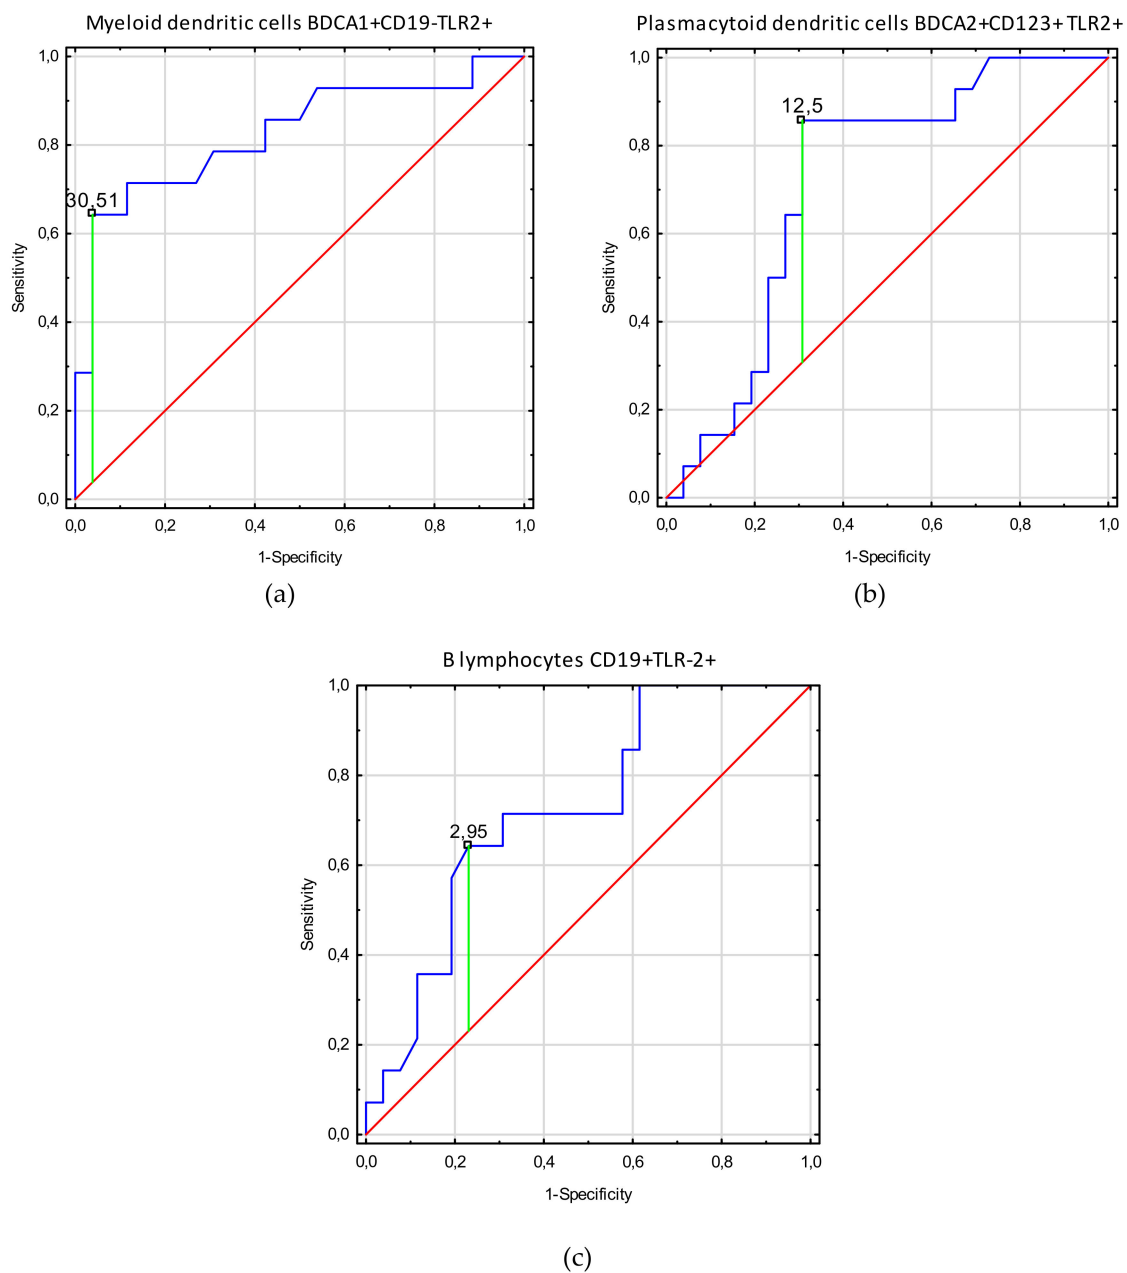 Myeloid dendritic cells BDCA1+CD19-TLR2+
1,0
0,8
0,6
0,4
0,2
0,0
Sensitivity
30,51
0,0 0,2 0,4 0,6 0,8 1,0
1-Specificity
(a)
Plasmacytoid dendritic cells BDCA2+CD123+ TLR2+
1,0
0,8
0,6
0,4
0,2
0,0
Sensitivity
12,5
0,0 0,2 0,4 0,6 0,8 1,0
1-Specificity
(b)
B lymphocytes CD19+TLR-2+
1,0
0,8
0,6
0,4
0,2
0,0
Sensitivity
2,95
0,0 0,2 0,4 0,6 0,8 1,0
1-Specificity
(c)